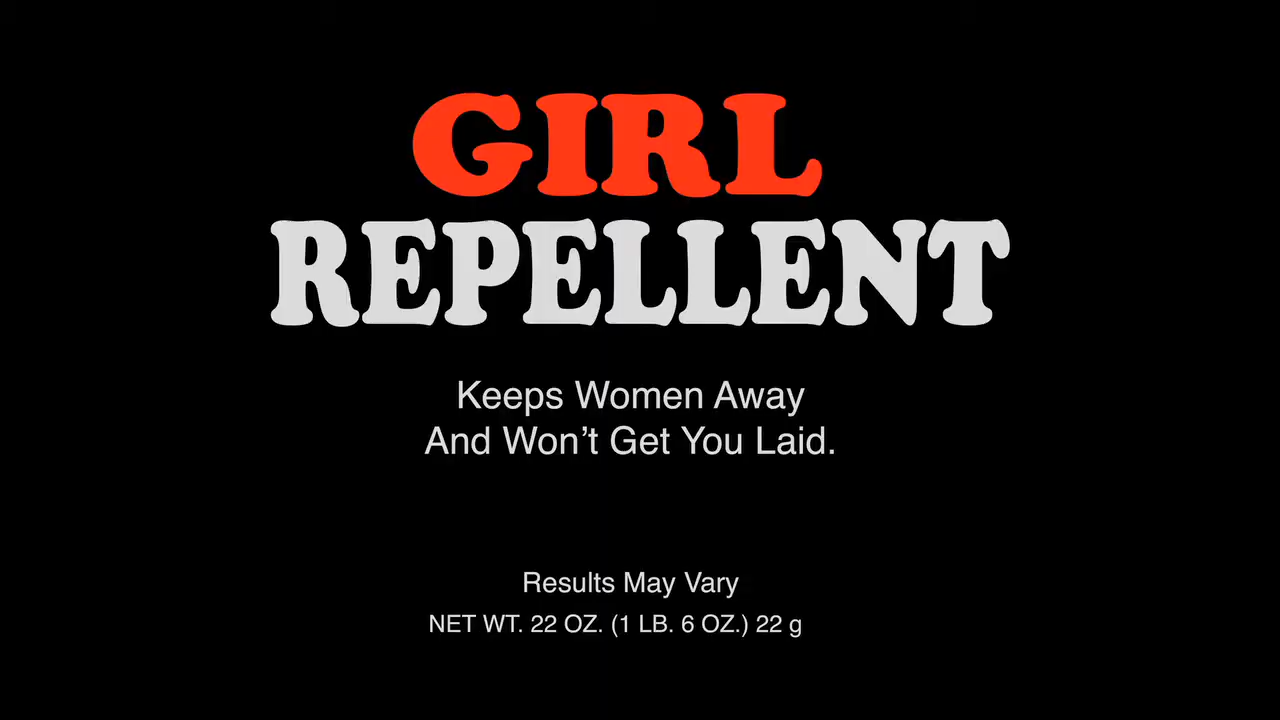 GIRL
REPELLENT
Keeps Women Away
And Won’t Get You Laid.
Results May Vary
NET WT. 22 OZ. (1 LB. 6 OZ.) 22 g